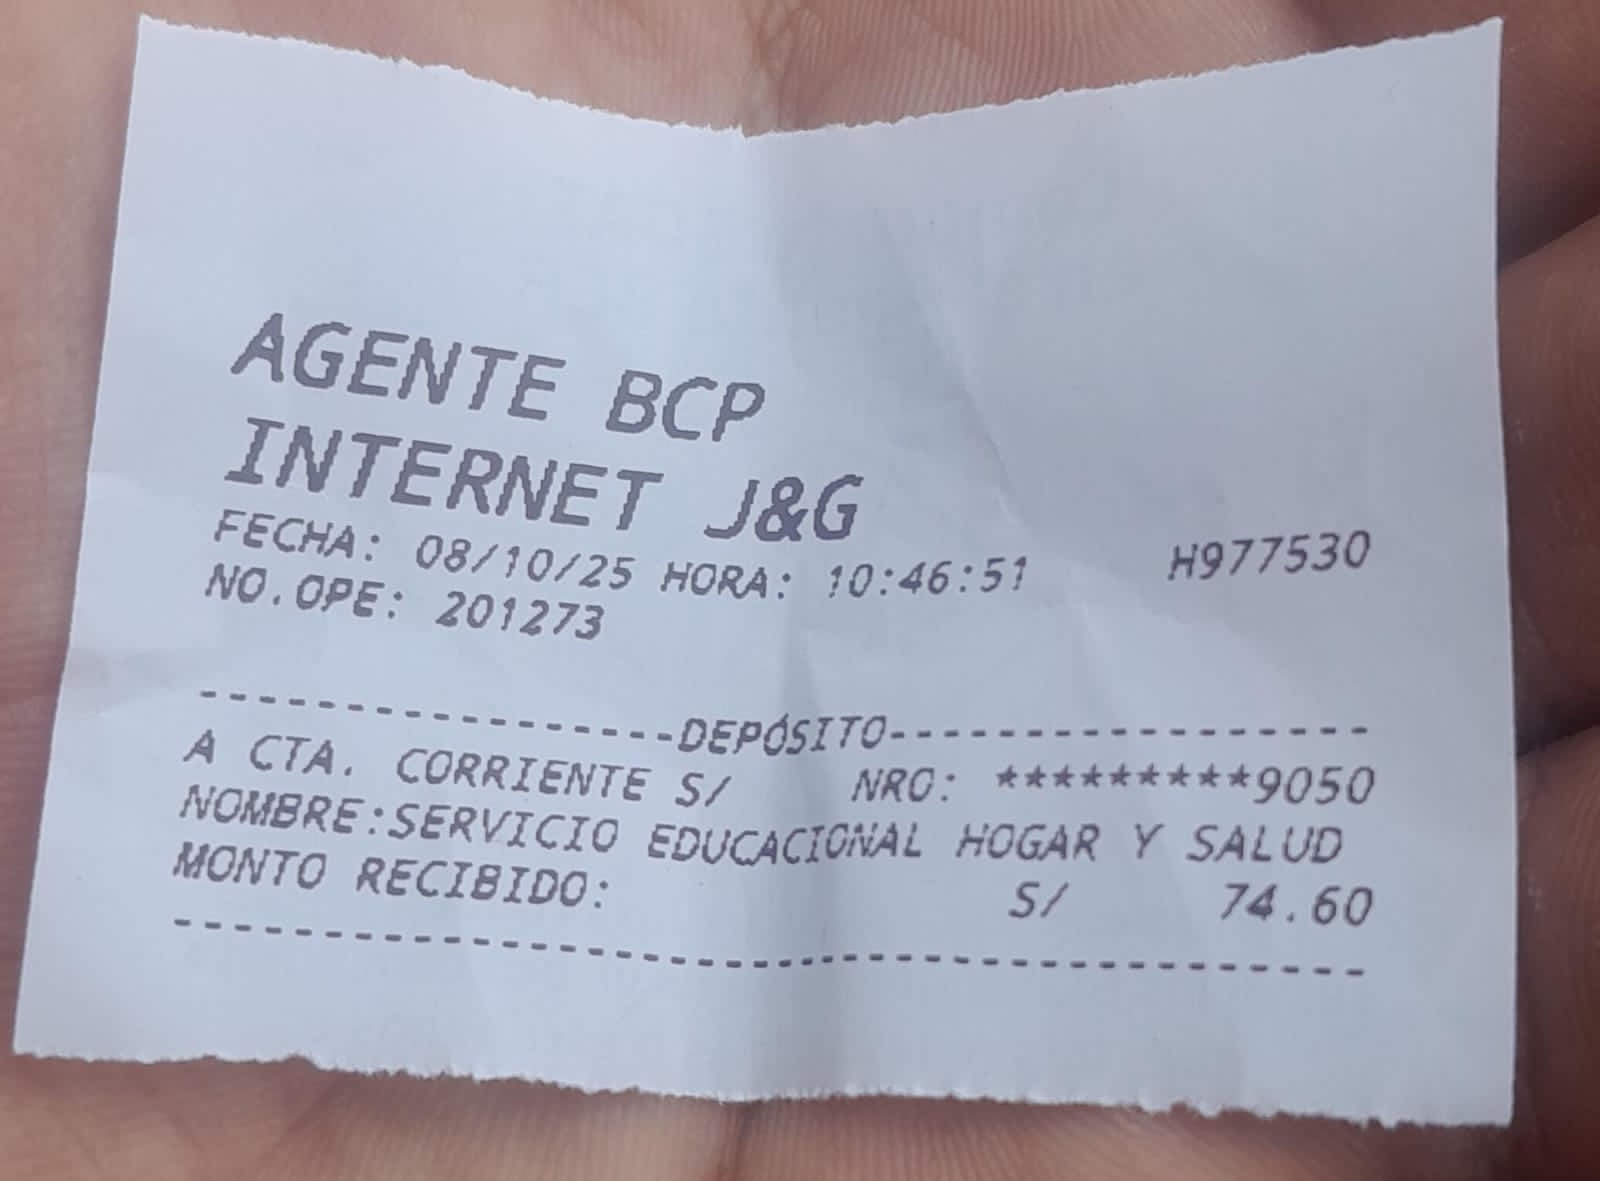 AGENTE BCP
INTERNET J&G
FECHA: 08/10/25 HORA: 10:46:51 H977530
NO.OPE: 201273
------------------DEPÓSITO------------------
A CTA. CORRIENTE S/ NRO: *********9050
NOMBRE:SERVICIO EDUCACIONAL HOGAR Y SALUD
MONTO RECIBIDO: S/ 74.60
--------------------------------------------